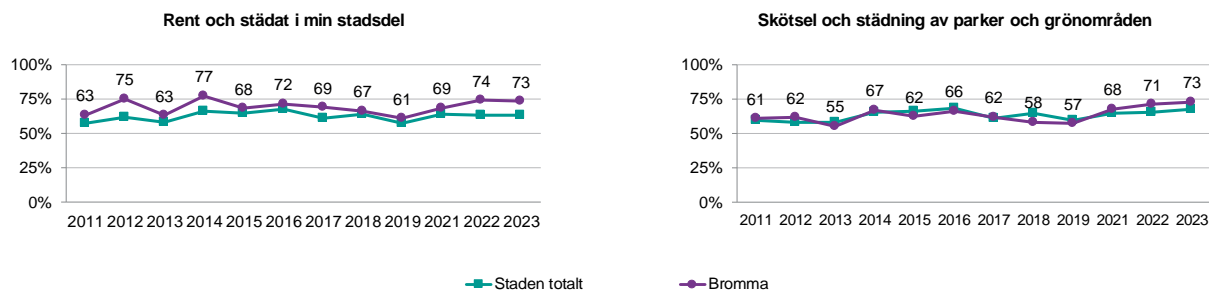 Rent och städat i min stadsdel
100%
75%
50%
25%
0%
63 75 63 77 68 72 69 67 61 69 74 73
2011 2012 2013 2014 2015 2016 2017 2018 2019 2021 2022 2023
Skötsel och städning av parker och grönområden
100%
75%
50%
25%
0%
61 62 55 67 62 66 62 58 57 68 71 73
2011 2012 2013 2014 2015 2016 2017 2018 2019 2021 2022 2023
Staden totalt Bromma